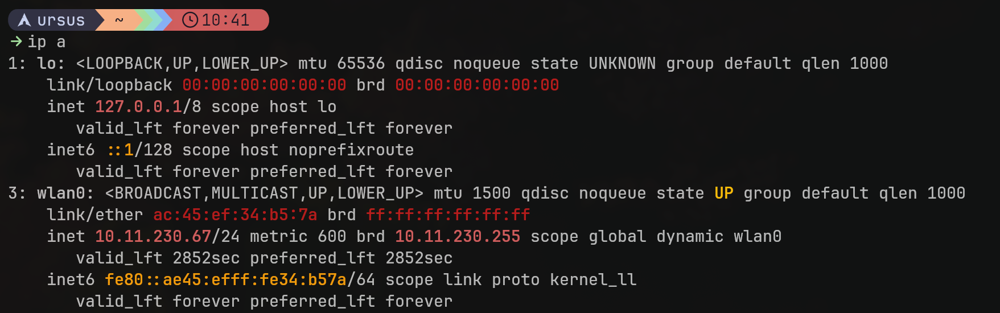 ursus ~ 10:41
→ ip a
1: lo: <LOOPBACK,UP,LOWER_UP> mtu 65536 qdisc noqueue state UNKNOWN group default qlen 1000
    link/loopback 00:00:00:00:00:00 brd 00:00:00:00:00:00
    inet 127.0.0.1/8 scope host lo
       valid_lft forever preferred_lft forever
    inet6 ::1/128 scope host noprefixroute
       valid_lft forever preferred_lft forever
3: wlan0: <BROADCAST,MULTICAST,UP,LOWER_UP> mtu 1500 qdisc noqueue state UP group default qlen 1000
    link/ether ac:45:ef:34:b5:7a brd ff:ff:ff:ff:ff:ff
    inet 10.11.230.67/24 metric 600 brd 10.11.230.255 scope global dynamic wlan0
       valid_lft 2852sec preferred_lft 2852sec
    inet6 fe80::ae45:efff:fe34:b57a/64 scope link proto kernel_ll
       valid_lft forever preferred_lft forever